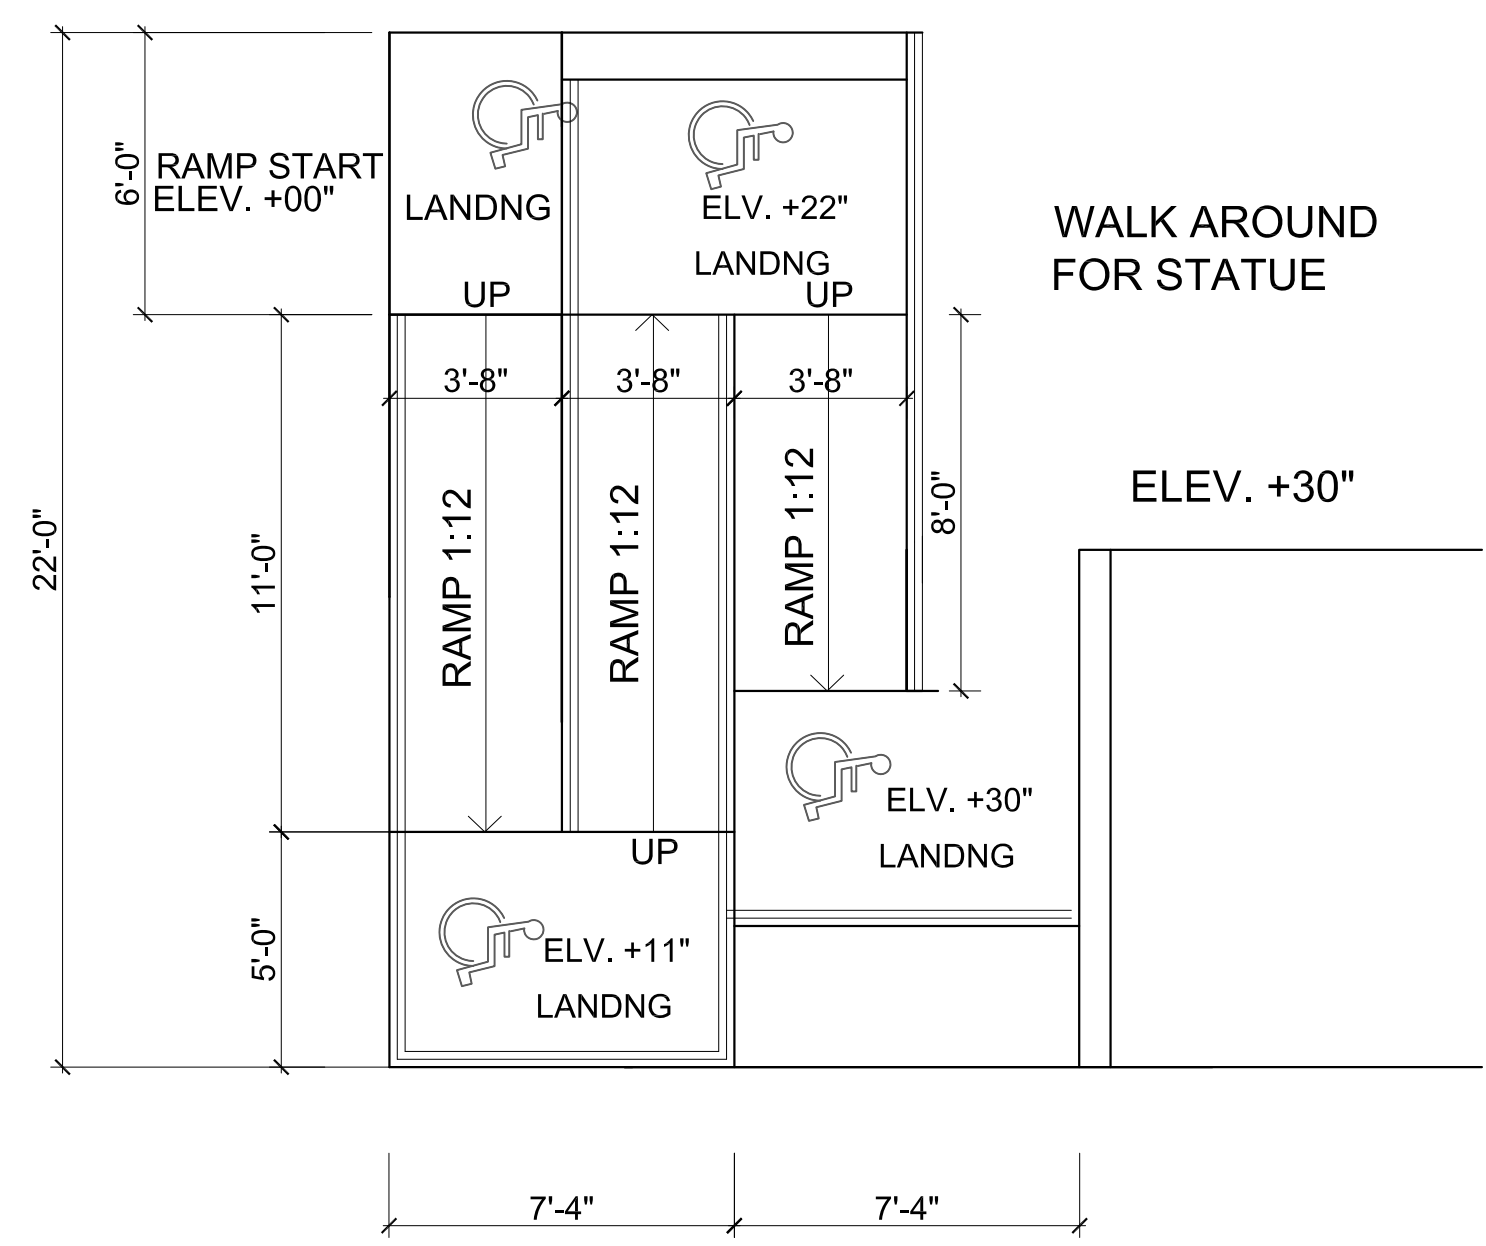 6'-0"
RAMP START
ELEV. +00"
LANDNG
ELV. +22"
LANDNG
WALK AROUND
FOR STATUE
UP
UP
3'-8"
3'-8"
3'-8"
22'-0"
11'-0"
RAMP 1:12
RAMP 1:12
RAMP 1:12
8'-0"
ELEV. +30"
ELV. +30"
LANDNG
UP
5'-0"
ELV. +11"
LANDNG
7'-4"
7'-4"